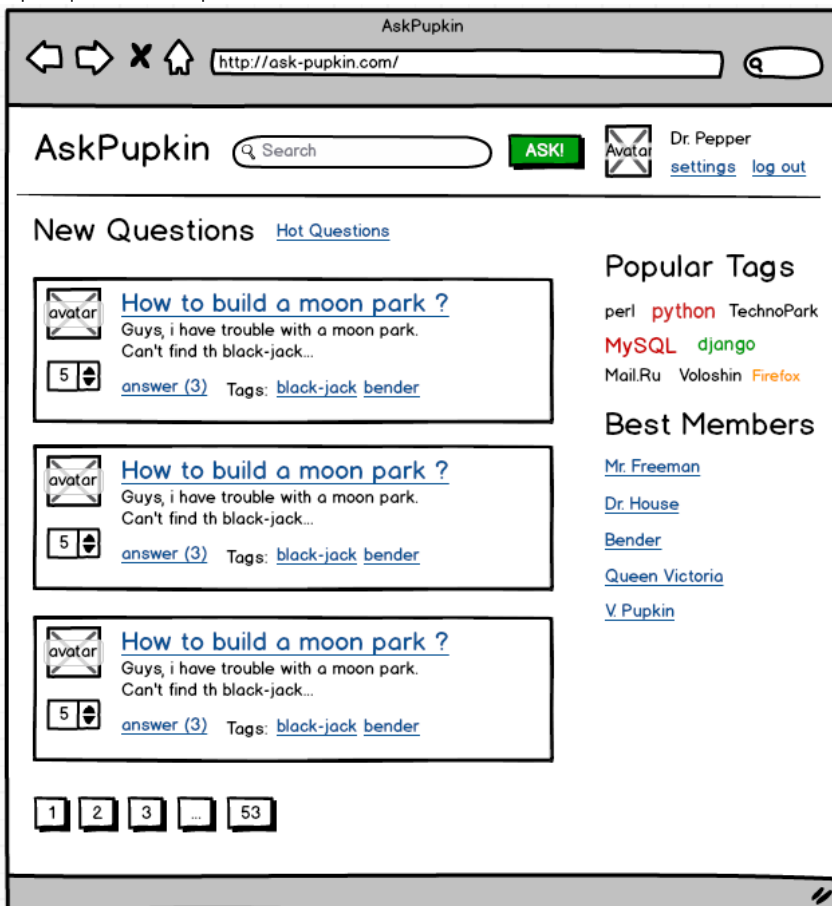 AskPupkin
http://ask-pupkin.com/
AskPupkin
Search
ASK!
Avatar
Dr. Pepper
settings log out
New Questions Hot Questions
avatar
How to build a moon park ?
Guys, i have trouble with a moon park.
Can't find th black-jack...
5
answer (3) Tags: black-jack bender
avatar
How to build a moon park ?
Guys, i have trouble with a moon park.
Can't find th black-jack...
5
answer (3) Tags: black-jack bender
avatar
How to build a moon park ?
Guys, i have trouble with a moon park.
Can't find th black-jack...
5
answer (3) Tags: black-jack bender
1 2 3 ... 53
Popular Tags
perl python TechnoPark
MySQL django
Mail.Ru Voloshin Firefox
Best Members
Mr. Freeman
Dr. House
Bender
Queen Victoria
V. Pupkin